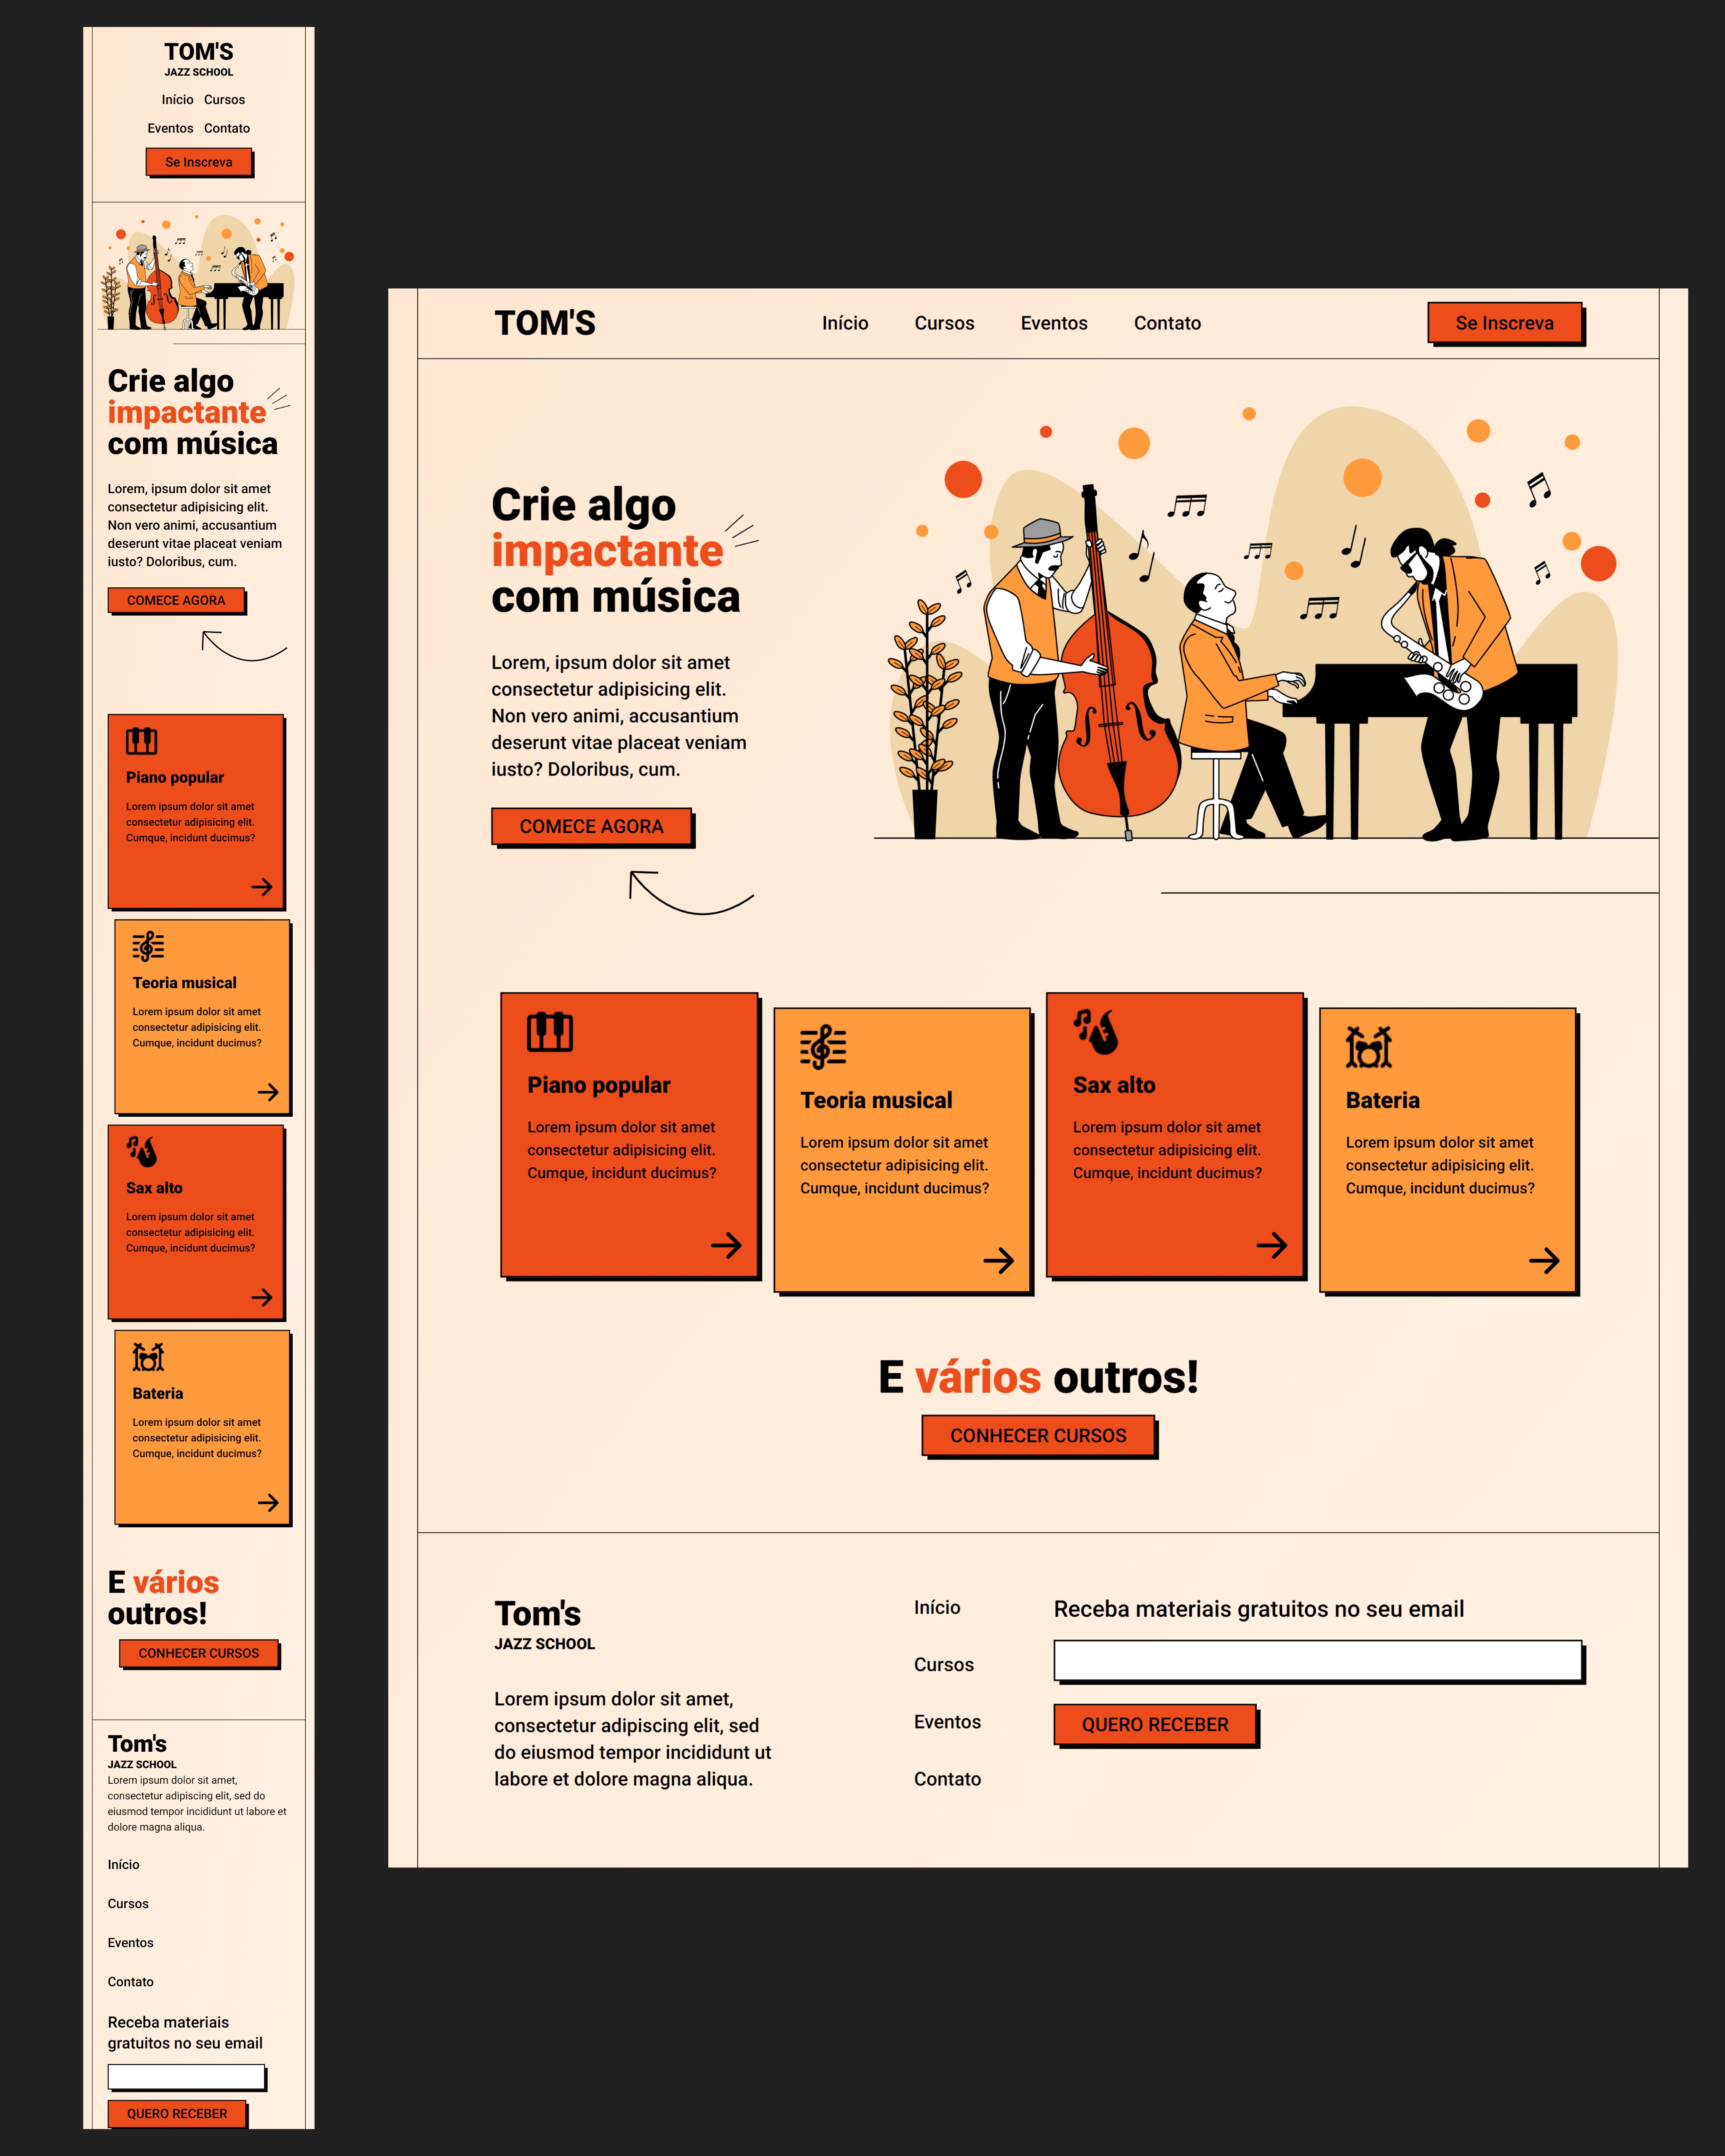 TOM'S
JAZZ SCHOOL
Início Cursos
Eventos Contato
Se Inscreva
Crie algo
impactante
com música
Lorem, ipsum dolor sit amet
consectetur adipisicing elit.
Non vero animi, accusantium
deserunt vitae placeat veniam
iusto? Doloribus, cum.
COMECE AGORA
Piano popular
Lorem ipsum dolor sit amet
consectetur adipisicing elit.
Cumque, incidunt ducimus?
Teoria musical
Lorem ipsum dolor sit amet
consectetur adipisicing elit.
Cumque, incidunt ducimus?
Sax alto
Lorem ipsum dolor sit amet
consectetur adipisicing elit.
Cumque, incidunt ducimus?
Bateria
Lorem ipsum dolor sit amet
consectetur adipisicing elit.
Cumque, incidunt ducimus?
E vários
outros!
CONHECER CURSOS
Tom's
JAZZ SCHOOL
Lorem ipsum dolor sit amet,
consectetur adipiscing elit, sed do
eiusmod tempor incididunt ut labore et
dolore magna aliqua.
Início
Cursos
Eventos
Contato
Receba materiais
gratuitos no seu email
QUERO RECEBER
TOM'S
Início Cursos Eventos Contato
Se Inscreva
Crie algo
impactante
com música
Lorem, ipsum dolor sit amet
consectetur adipisicing elit.
Non vero animi, accusantium
deserunt vitae placeat veniam
iusto? Doloribus, cum.
COMECE AGORA
Piano popular
Lorem ipsum dolor sit amet
consectetur adipisicing elit.
Cumque, incidunt ducimus?
Teoria musical
Lorem ipsum dolor sit amet
consectetur adipisicing elit.
Cumque, incidunt ducimus?
Sax alto
Lorem ipsum dolor sit amet
consectetur adipisicing elit.
Cumque, incidunt ducimus?
Bateria
Lorem ipsum dolor sit amet
consectetur adipisicing elit.
Cumque, incidunt ducimus?
E vários outros!
CONHECER CURSOS
Tom's
JAZZ SCHOOL
Lorem ipsum dolor sit amet,
consectetur adipiscing elit, sed
do eiusmod tempor incididunt ut
labore et dolore magna aliqua.
Início
Cursos
Eventos
Contato
Receba materiais gratuitos no seu email
QUERO RECEBER